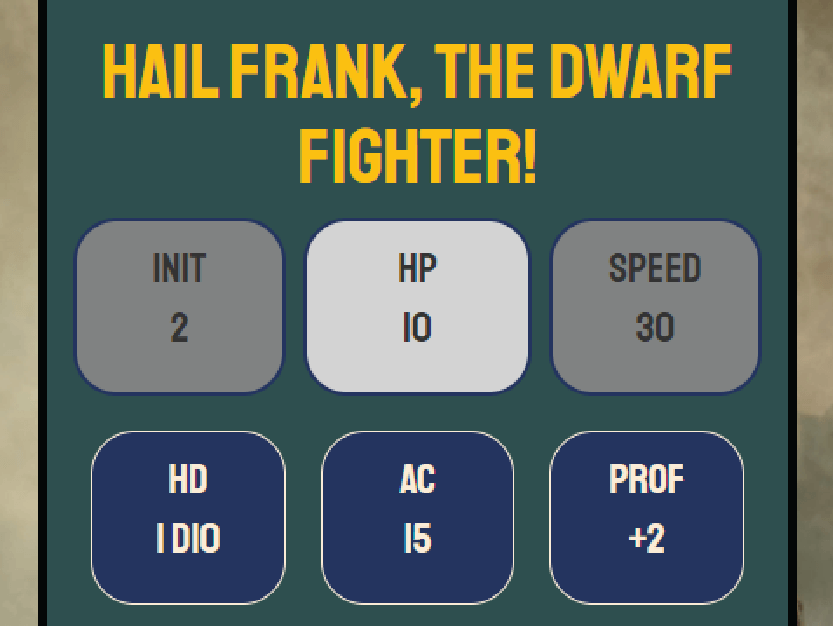 HAIL FRANK, THE DWARF
FIGHTER!
INIT
2
HP
10
SPEED
30
HD
1 D10
AC
15
PROF
+2